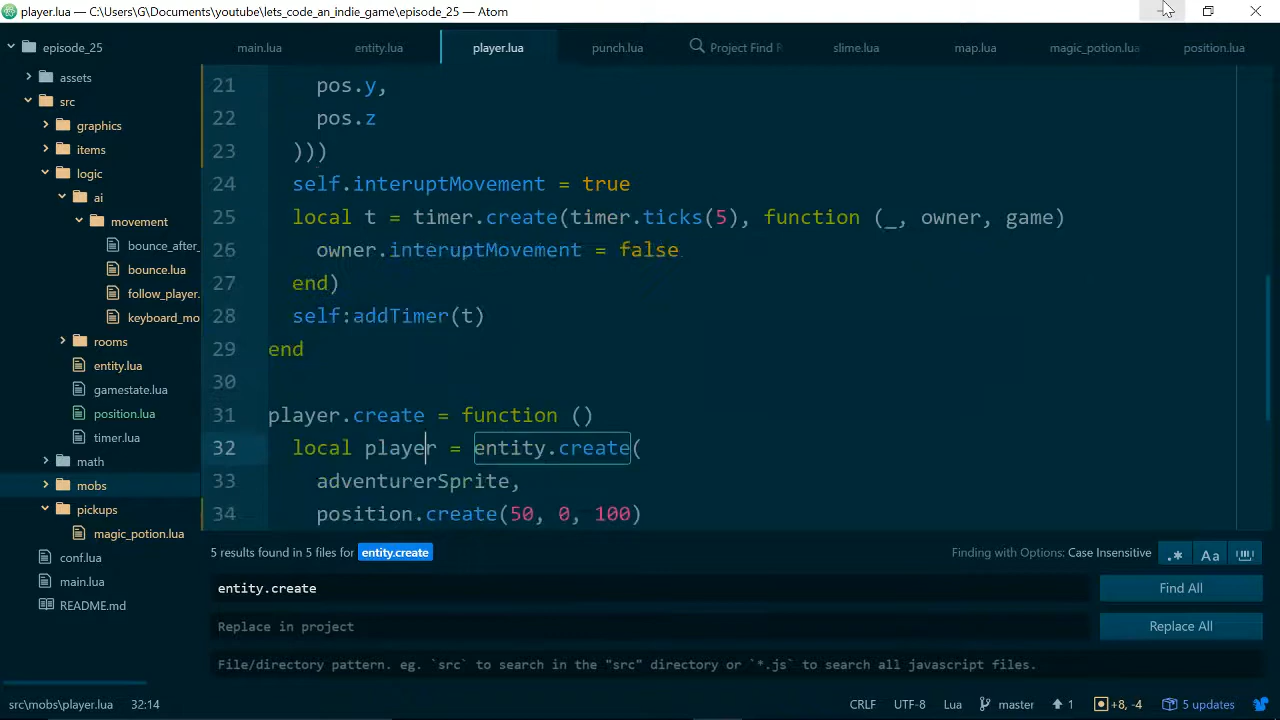 player.lua — C:\Users\G\Documents\youtube\lets_code_an_indie_game\episode_25 — Atom
episode_25
main.lua
entity.lua
player.lua
punch.lua
Project Find R
slime.lua
map.lua
magic_potion.lua
position.lua
assets
src
graphics
items
logic
ai
movement
bounce_after_
bounce.lua
follow_player.
keyboard_mo
rooms
entity.lua
gamestate.lua
position.lua
timer.lua
math
mobs
pickups
magic_potion.lua
conf.lua
main.lua
README.md
21 pos.y,
22 pos.z
23 )))
24 self.interuptMovement = true
25 local t = timer.create(timer.ticks(5), function (_, owner, game)
26 owner.interuptMovement = false
27 end)
28 self:addTimer(t)
29 end
30
31 player.create = function ()
32 local player = entity.create(
33 adventurerSprite,
34 position.create(50, 0, 100)
5 results found in 5 files for entity.create
Finding with Options: Case Insensitive
.* Aa
entity.create
Find All
Replace in project
Replace All
File/directory pattern. eg. `src` to search in the "src" directory or `*.js` to search all javascript files.
src\mobs\player.lua 32:14
CRLF UTF-8 Lua master 1 +8, -4 5 updates